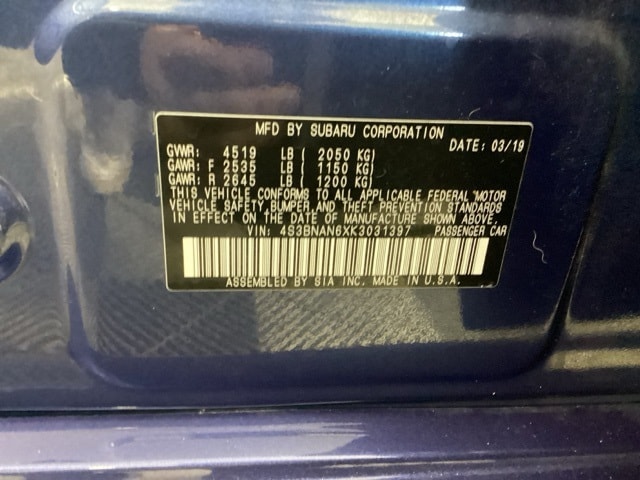 MFD BY SUBARU CORPORATION
DATE: 03/19
GVWR: 4519 LB ( 2050 KG)
GAWR: F 2535 LB ( 1150 KG)
GAWR: R 2645 LB ( 1200 KG)
THIS VEHICLE CONFORMS TO ALL APPLICABLE FEDERAL MOTOR
VEHICLE SAFETY, BUMPER, AND THEFT PREVENTION STANDARDS
IN EFFECT ON THE DATE OF MANUFACTURE SHOWN ABOVE.
VIN: 4S3BNAN6XK3031397 PASSENGER CAR
ASSEMBLED BY SIA INC. MADE IN U.S.A.